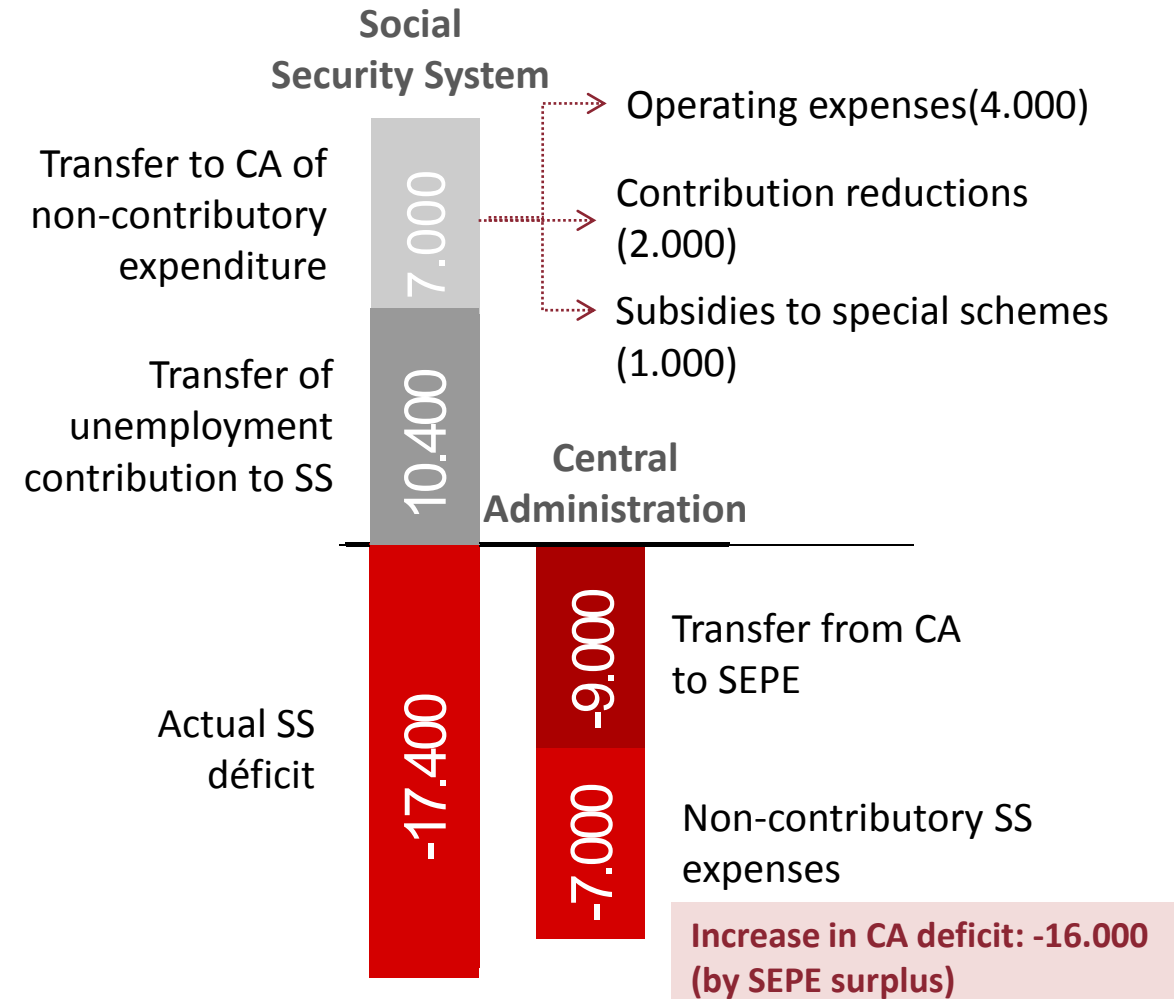 Social
Security System
Operating expenses(4.000)
Transfer to CA of
non-contributory
expenditure
7.000
Contribution reductions
(2.000)
Subsidies to special schemes
(1.000)
Transfer of
unemployment
contribution to SS
10.400
Central
Administration
Actual SS
déficit
-17.400
-9.000
Transfer from CA
to SEPE
-7.000
Non-contributory SS
expenses
Increase in CA deficit: -16.000
(by SEPE surplus)